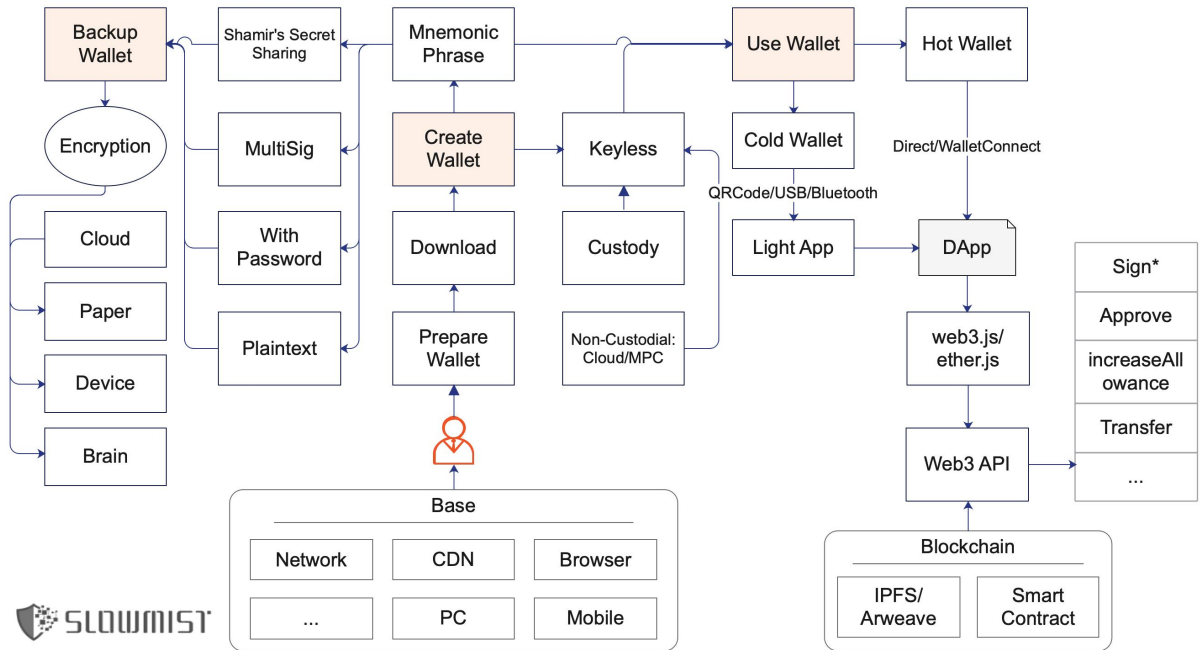 Backup
Wallet
Shamir's Secret
Sharing
Mnemonic
Phrase
Use Wallet
Hot Wallet
Encryption
MultiSig
Create
Wallet
Keyless
Cold Wallet
Direct/WalletConnect
QRCode/USB/Bluetooth
Cloud
With
Password
Download
Custody
Light App
DApp
Sign*
Paper
Plaintext
Prepare
Wallet
Non-Custodial:
Cloud/MPC
web3.js/
ether.js
Approve
increaseAll
owance
Device
Transfer
Brain
Web3 API
...
Base
Network
CDN
Browser
...
PC
Mobile
Blockchain
IPFS/
Arweave
Smart
Contract
SLOWMIST